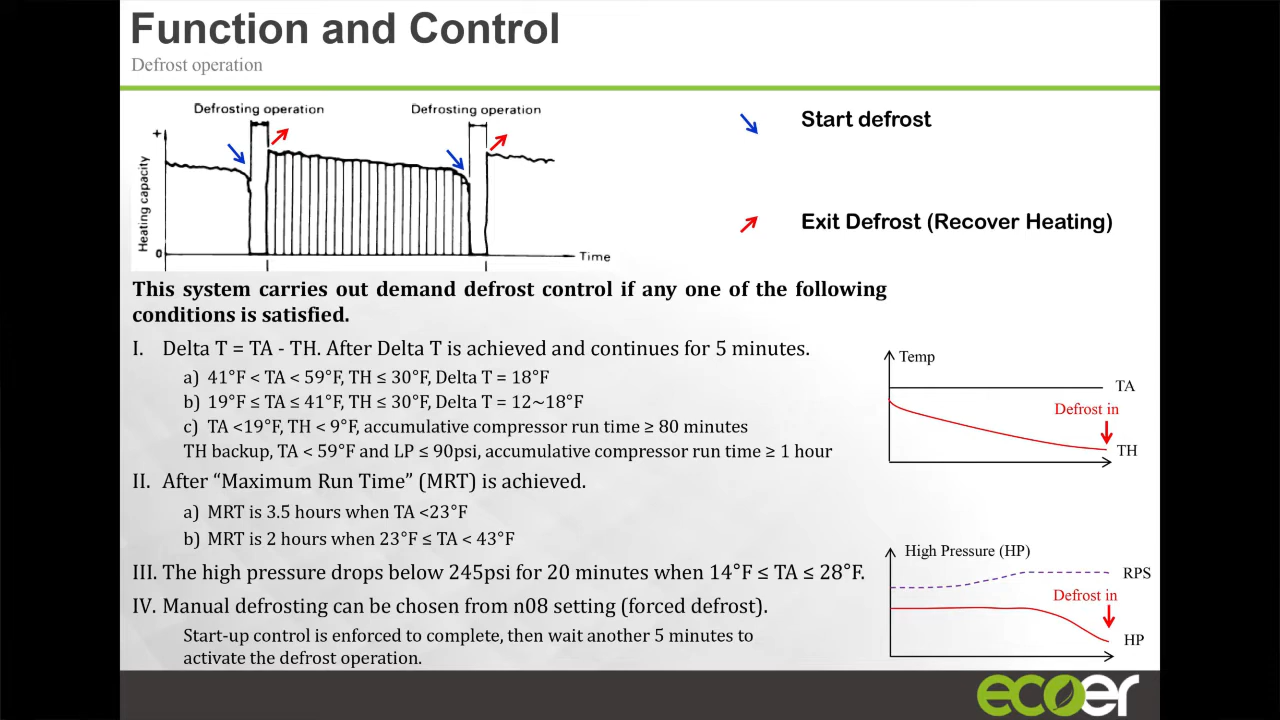 Function and Control
Defrost operation
Defrosting operation
Defrosting operation
+
Heating capacity
0
Time
Start defrost
Exit Defrost (Recover Heating)
This system carries out demand defrost control if any one of the following
conditions is satisfied.
I. Delta T = TA - TH. After Delta T is achieved and continues for 5 minutes.
a) 41°F < TA < 59°F, TH ≤ 30°F, Delta T = 18°F
b) 19°F ≤ TA ≤ 41°F, TH ≤ 30°F, Delta T = 12~18°F
c) TA <19°F, TH < 9°F, accumulative compressor run time ≥ 80 minutes
TH backup, TA < 59°F and LP ≤ 90psi, accumulative compressor run time ≥ 1 hour
II. After “Maximum Run Time” (MRT) is achieved.
a) MRT is 3.5 hours when TA <23°F
b) MRT is 2 hours when 23°F ≤ TA < 43°F
III. The high pressure drops below 245psi for 20 minutes when 14°F ≤ TA ≤ 28°F.
IV. Manual defrosting can be chosen from n08 setting (forced defrost).
Start-up control is enforced to complete, then wait another 5 minutes to
activate the defrost operation.
Temp
TA
Defrost in
TH
High Pressure (HP)
RPS
Defrost in
HP
ecoer